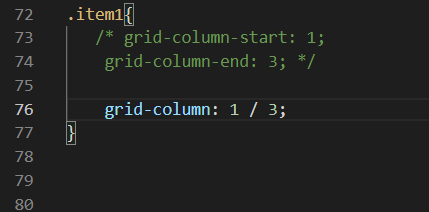 72 .item1{
73 /* grid-column-start: 1;
74 grid-column-end: 3; */
75
76 grid-column: 1 / 3;
77 }
78
79
80